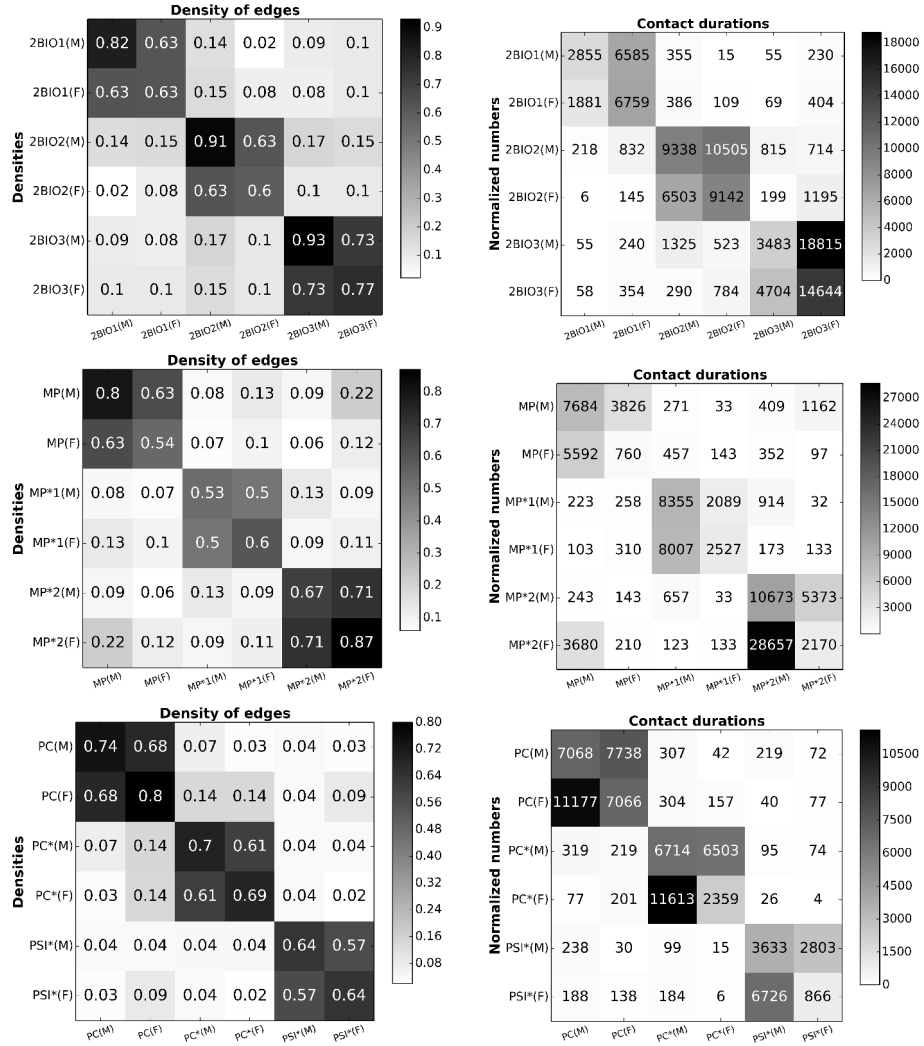 Density of edges
Densities
2BIO1(M) 0.82 0.63 0.14 0.02 0.09 0.1
2BIO1(F) 0.63 0.63 0.15 0.08 0.08 0.1
2BIO2(M) 0.14 0.15 0.91 0.63 0.17 0.15
2BIO2(F) 0.02 0.08 0.63 0.6 0.1 0.1
2BIO3(M) 0.09 0.08 0.17 0.1 0.93 0.73
2BIO3(F) 0.1 0.1 0.15 0.1 0.73 0.77
2BIO1(M) 2BIO1(F) 2BIO2(M) 2BIO2(F) 2BIO3(M) 2BIO3(F)
0.9
0.8
0.7
0.6
0.5
0.4
0.3
0.2
0.1
Contact durations
Normalized numbers
2BIO1(M) 2855 6585 355 15 55 230
2BIO1(F) 1881 6759 386 109 69 404
2BIO2(M) 218 832 9338 10505 815 714
2BIO2(F) 6 145 6503 9142 199 1195
2BIO3(M) 55 240 1325 523 3483 18815
2BIO3(F) 58 354 290 784 4704 14644
2BIO1(M) 2BIO1(F) 2BIO2(M) 2BIO2(F) 2BIO3(M) 2BIO3(F)
18000
16000
14000
12000
10000
8000
6000
4000
2000
0
Density of edges
Densities
MP(M) 0.8 0.63 0.08 0.13 0.09 0.22
MP(F) 0.63 0.54 0.07 0.1 0.06 0.12
MP*1(M) 0.08 0.07 0.53 0.5 0.13 0.09
MP*1(F) 0.13 0.1 0.5 0.6 0.09 0.11
MP*2(M) 0.09 0.06 0.13 0.09 0.67 0.71
MP*2(F) 0.22 0.12 0.09 0.11 0.71 0.87
MP(M) MP(F) MP*1(M) MP*1(F) MP*2(M) MP*2(F)
0.8
0.7
0.6
0.5
0.4
0.3
0.2
0.1
Contact durations
Normalized numbers
MP(M) 7684 3826 271 33 409 1162
MP(F) 5592 760 457 143 352 97
MP*1(M) 223 258 8355 2089 914 32
MP*1(F) 103 310 8007 2527 173 133
MP*2(M) 243 143 657 33 10673 5373
MP*2(F) 3680 210 123 133 28657 2170
MP(M) MP(F) MP*1(M) MP*1(F) MP*2(M) MP*2(F)
27000
24000
21000
18000
15000
12000
9000
6000
3000
Density of edges
Densities
PC(M) 0.74 0.68 0.07 0.03 0.04 0.03
PC(F) 0.68 0.8 0.14 0.14 0.04 0.09
PC*(M) 0.07 0.14 0.7 0.61 0.04 0.04
PC*(F) 0.03 0.14 0.61 0.69 0.04 0.02
PSI*(M) 0.04 0.04 0.04 0.04 0.64 0.57
PSI*(F) 0.03 0.09 0.04 0.02 0.57 0.64
PC(M) PC(F) PC*(M) PC*(F) PSI*(M) PSI*(F)
0.80
0.72
0.64
0.56
0.48
0.40
0.32
0.24
0.16
0.08
Contact durations
Normalized numbers
PC(M) 7068 7738 307 42 219 72
PC(F) 11177 7066 304 157 40 77
PC*(M) 319 219 6714 6503 95 74
PC*(F) 77 201 11613 2359 26 4
PSI*(M) 238 30 99 15 3633 2803
PSI*(F) 188 138 184 6 6726 866
PC(M) PC(F) PC*(M) PC*(F) PSI*(M) PSI*(F)
10500
9000
7500
6000
4500
3000
1500
0